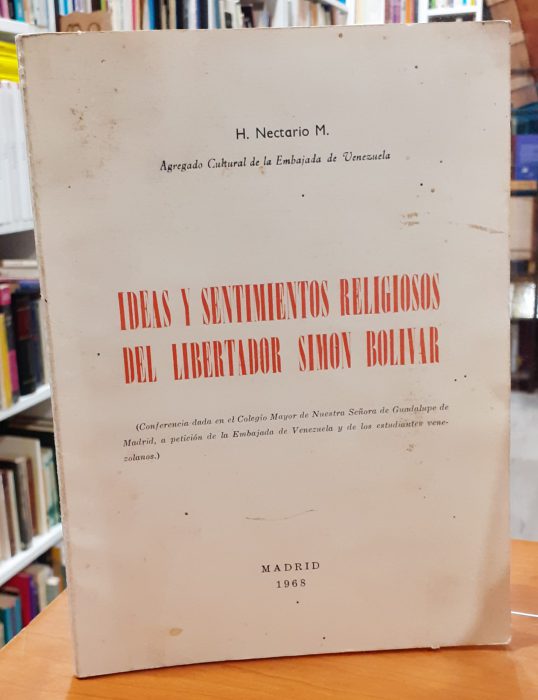 H. Nectario M.
Agregado Cultural de la Embajada de Venezuela
IDEAS Y SENTIMIENTOS RELIGIOSOS
DEL LIBERTADOR SIMON BOLIVAR
(Conferencia dada en el Colegio Mayor de Nuestra Señora de Guadalupe de
Madrid, a petición de la Embajada de Venezuela y de los estudiantes vene-
zolanos.)
MADRID
1968